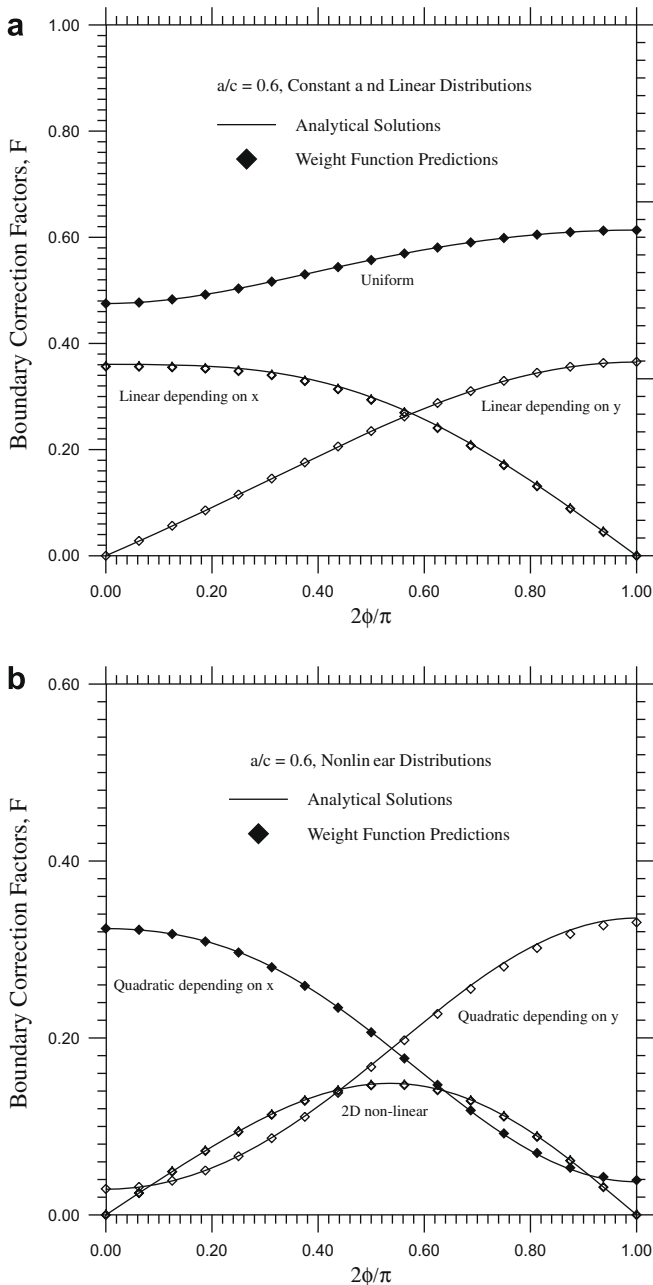 a
1.00
a/c = 0.6, Constant a nd Linear Distributions
Analytical Solutions
0.80
Weight Function Predictions
Boundary Correction Factors, F
0.60
Uniform
0.40
Linear depending on x
Linear depending on y
0.20
0.00
0.00 0.20 0.40 0.60 0.80 1.00
2ϕ/π
b
0.60
a/c = 0.6, Nonlin ear Distributions
Analytical Solutions
Weight Function Predictions
Boundary Correction Factors, F
0.40
Quadratic depending on x
Quadratic depending on y
0.20
2D non-linear
0.00
0.00 0.20 0.40 0.60 0.80 1.00
2ϕ/π